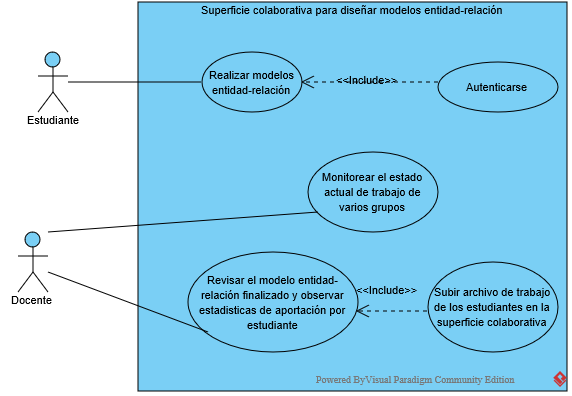 Superficie colaborativa para diseñar modelos entidad-relación
Realizar modelos
entidad-relación
<<Include>>
Autenticarse
Estudiante
Monitorear el estado
actual de trabajo de
varios grupos
Docente
Revisar el modelo entidad-
relación finalizado y observar
estadisticas de aportación por
estudiante
<<Include>>
Subir archivo de trabajo
de los estudiantes en la
superficie colaborativa
Powered ByVisual Paradigm Community Edition